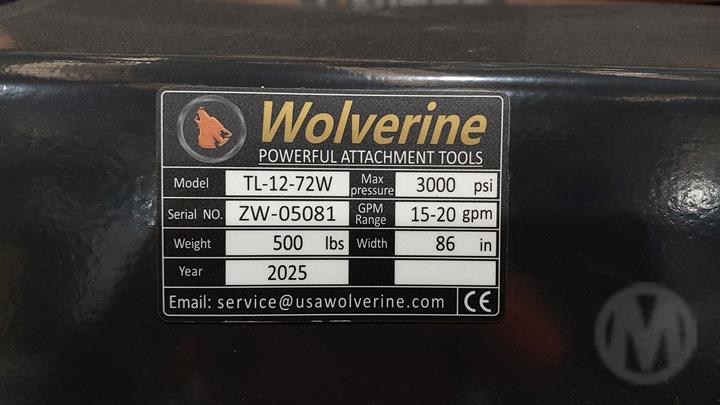 Wolverine
POWERFUL ATTACHMENT TOOLS
Model TL-12-72W Max pressure 3000 psi
Serial NO. ZW-05081 GPM Range 15-20 gpm
Weight 500 lbs Width 86 in
Year 2025
Email: service@usawolverine.com CE
M